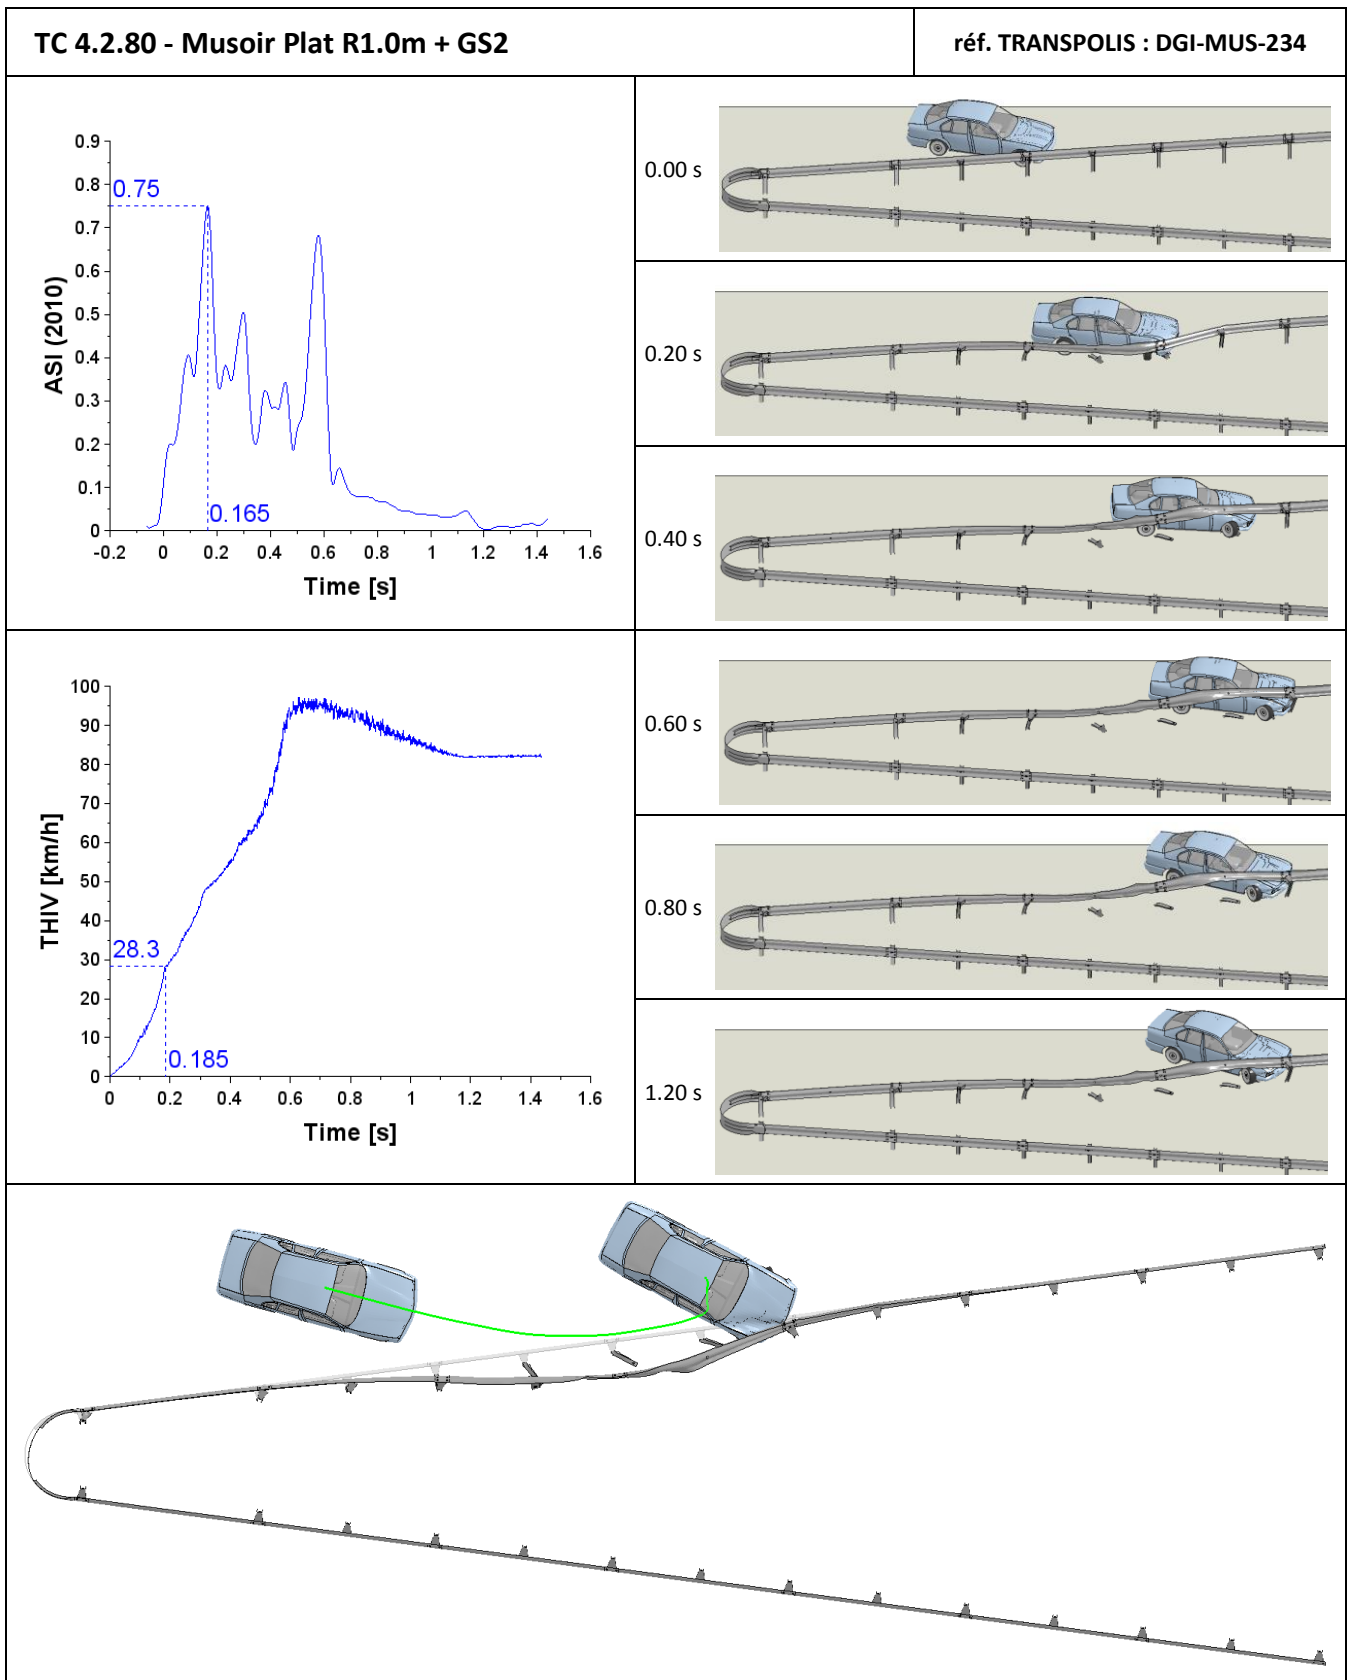 TC 4.2.80 - Musoir Plat R1.0m + GS2
réf. TRANSPOLIS : DGI-MUS-234
0.9
0.8
0.75
0.7
0.6
0.5
0.4
0.3
0.2
0.1
0
ASI (2010)
0.165
-0.2 0 0.2 0.4 0.6 0.8 1 1.2 1.4 1.6
Time [s]
0.00 s
0.20 s
0.40 s
100
90
80
70
60
50
40
30
28.3
20
10
0
THIV [km/h]
0.185
0 0.2 0.4 0.6 0.8 1 1.2 1.4 1.6
Time [s]
0.60 s
0.80 s
1.20 s